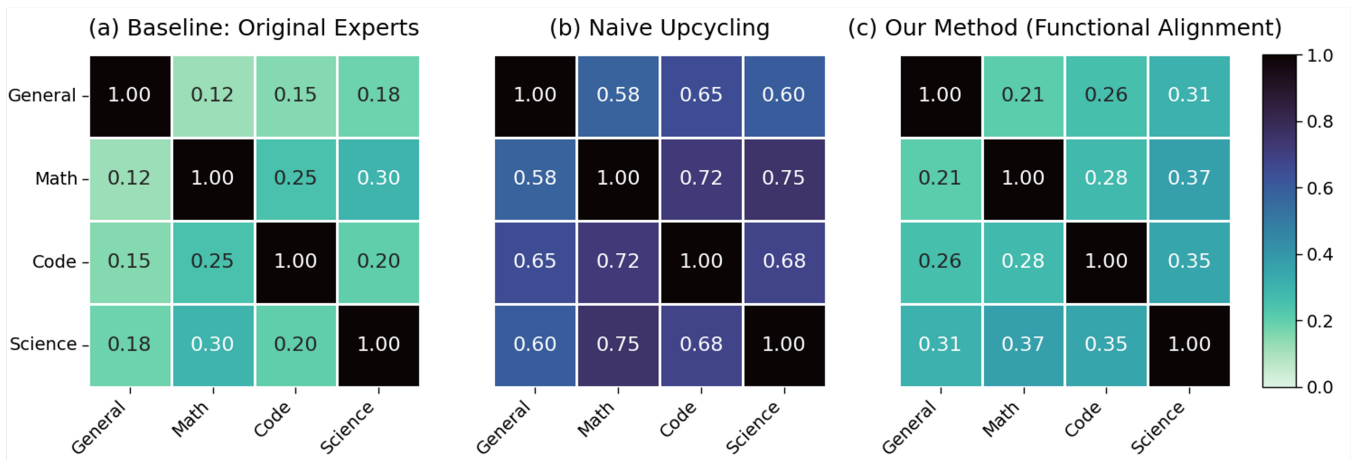 (a) Baseline: Original Experts
General
1.00 0.12 0.15 0.18
Math
0.12 1.00 0.25 0.30
Code
0.15 0.25 1.00 0.20
Science
0.18 0.30 0.20 1.00
General Math Code Science
(b) Naive Upcycling
1.00 0.58 0.65 0.60
0.58 1.00 0.72 0.75
0.65 0.72 1.00 0.68
0.60 0.75 0.68 1.00
General Math Code Science
(c) Our Method (Functional Alignment)
1.00 0.21 0.26 0.31
0.21 1.00 0.28 0.37
0.26 0.28 1.00 0.35
0.31 0.37 0.35 1.00
General Math Code Science
1.0
0.8
0.6
0.4
0.2
0.0